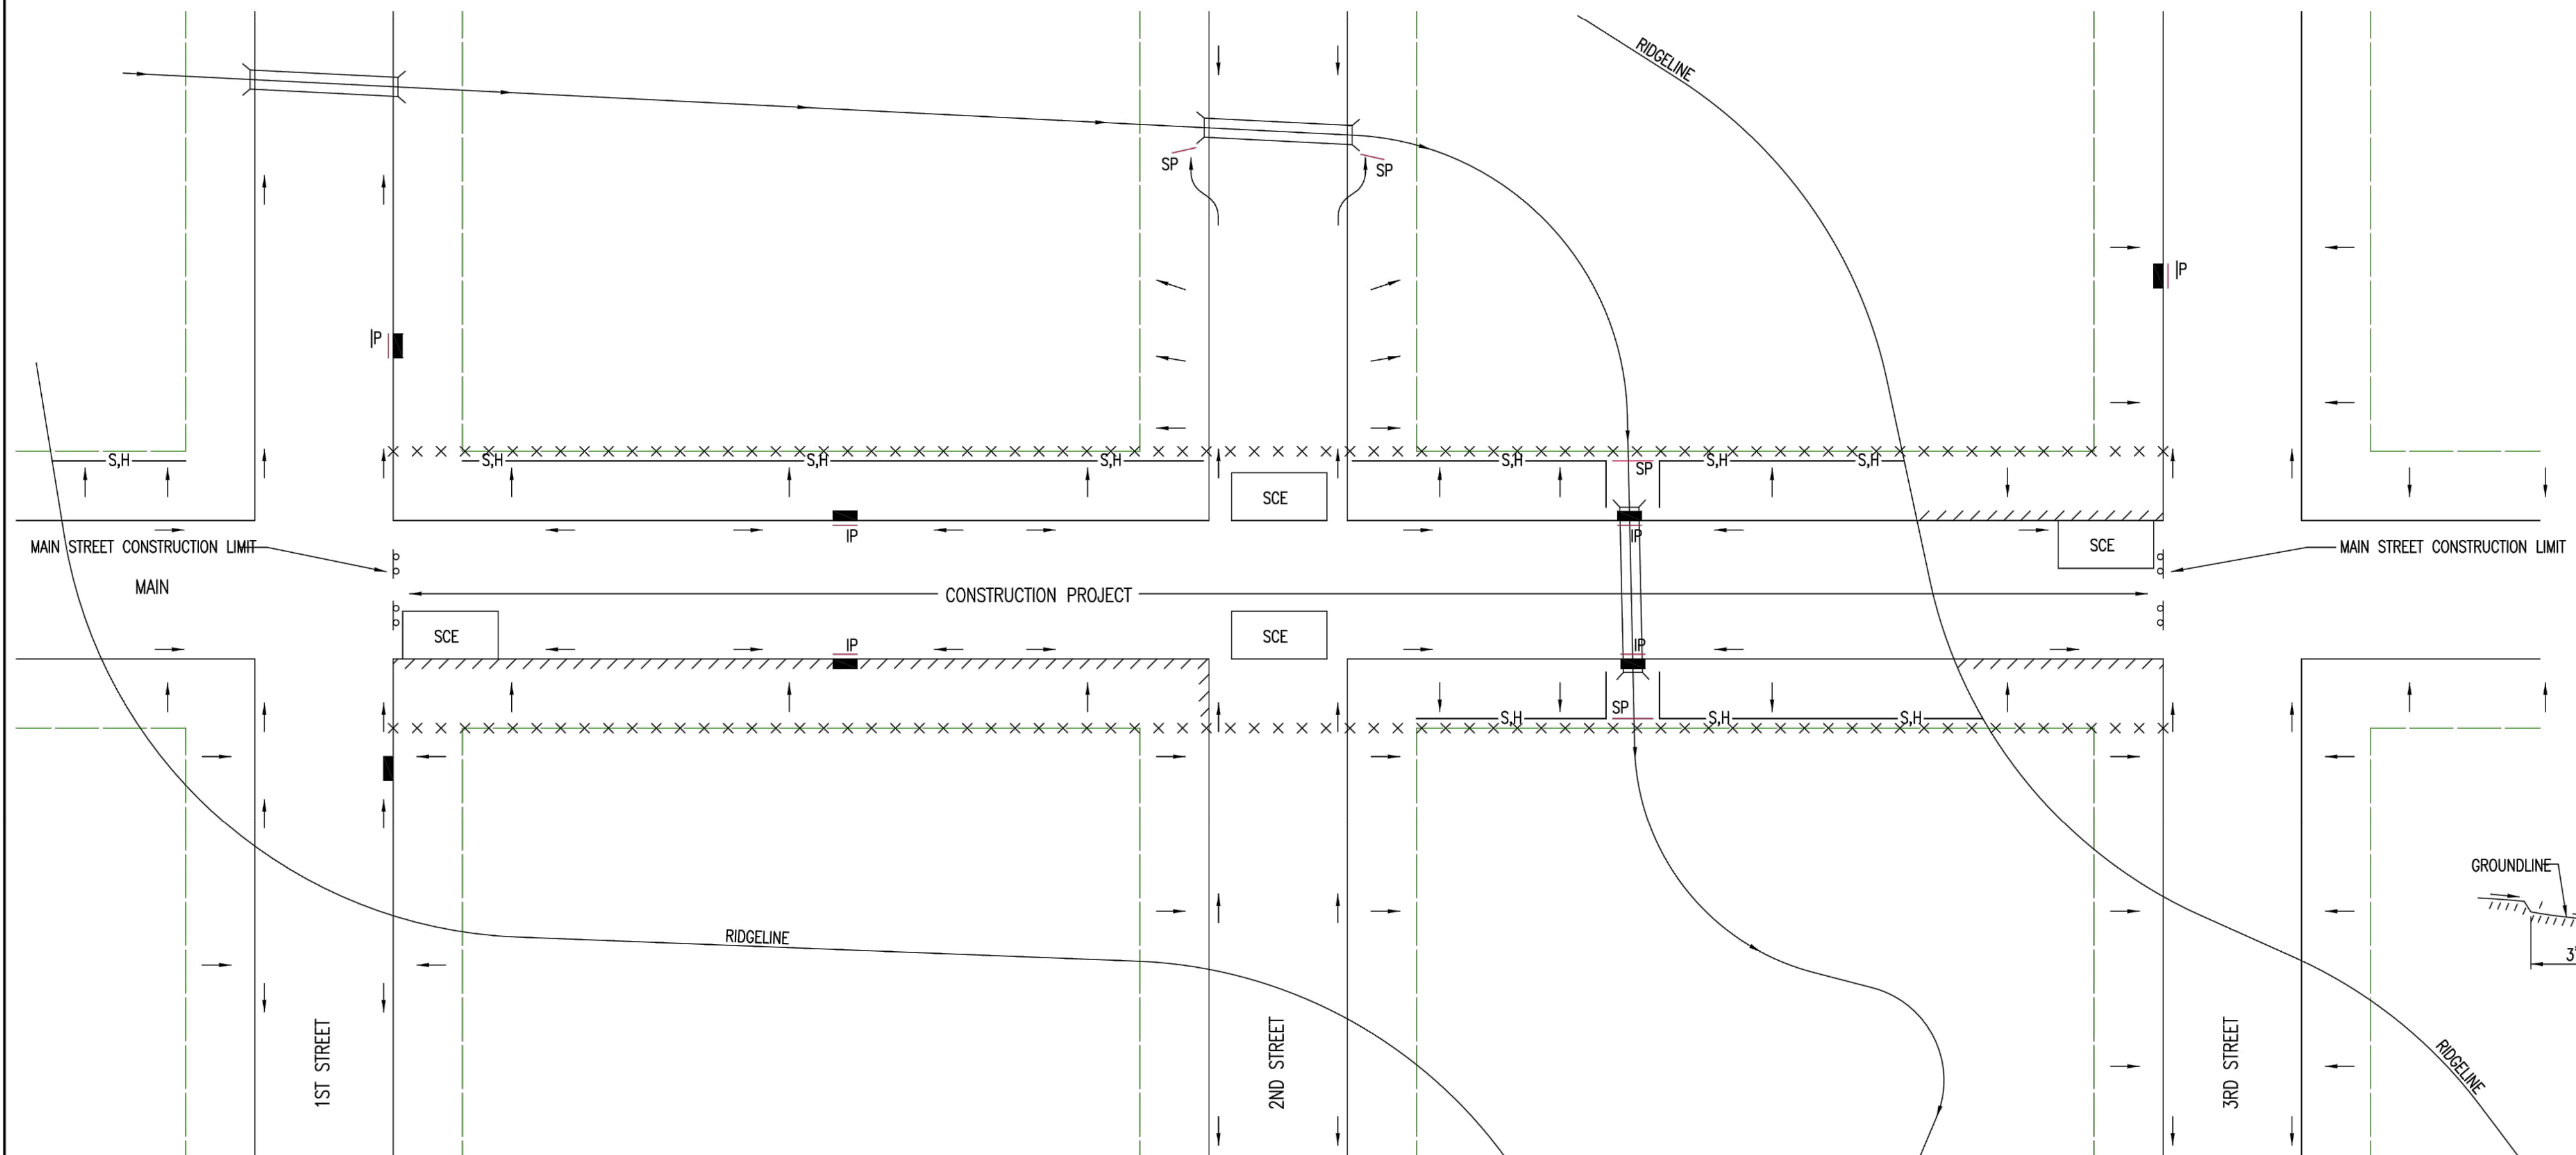 RIDGELINE
SP
SP
IP
IP
S,H
S,H
S,H
S,H
S,H
SP
S,H
S,H
SCE
IP
IP
MAIN STREET CONSTRUCTION LIMIT
SCE
MAIN STREET CONSTRUCTION LIMIT
MAIN
CONSTRUCTION PROJECT
SCE
SCE
IP
IP
SP
S,H
S,H
S,H
GROUNDLINE
RIDGELINE
3'
1ST STREET
2ND STREET
3RD STREET
RIDGELINE